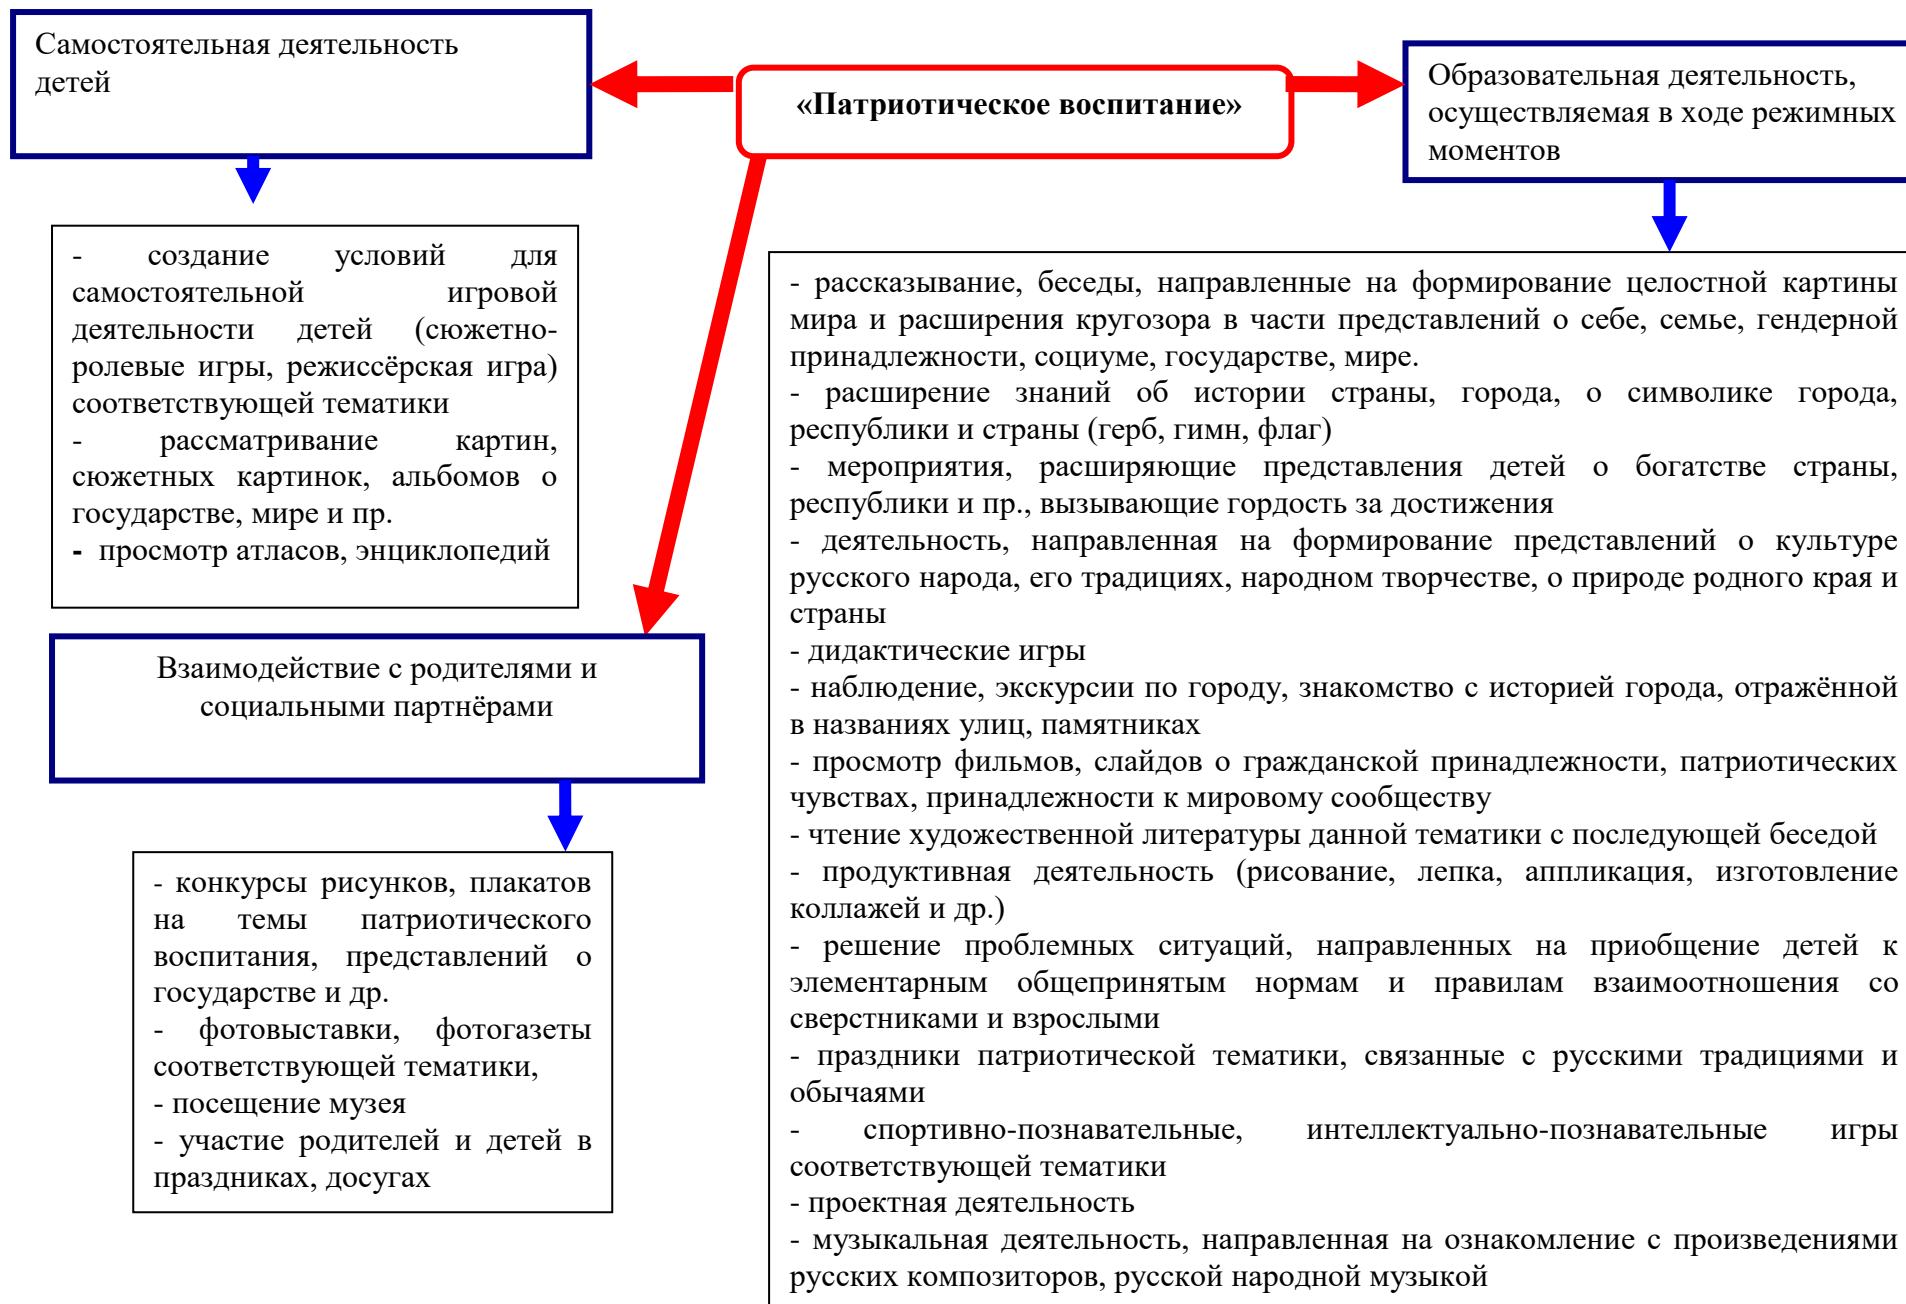 Самостоятельная деятельность
детей
«Патриотическое воспитание»
Образовательная деятельность,
осуществляемая в ходе режимных
моментов
- создание условий для
самостоятельной игровой
деятельности детей (сюжетно-
ролевые игры, режиссёрская игра)
соответствующей тематики
- рассматривание картин,
сюжетных картинок, альбомов о
государстве, мире и пр.
- просмотр атласов, энциклопедий
Взаимодействие с родителями и
социальными партнёрами
- конкурсы рисунков, плакатов
на темы патриотического
воспитания, представлений о
государстве и др.
- фотовыставки, фотогазеты
соответствующей тематики,
- посещение музея
- участие родителей и детей в
праздниках, досугах
- рассказывание, беседы, направленные на формирование целостной картины
мира и расширения кругозора в части представлений о себе, семье, гендерной
принадлежности, социуме, государстве, мире.
- расширение знаний об истории страны, города, о символике города,
республики и страны (герб, гимн, флаг)
- мероприятия, расширяющие представления детей о богатстве страны,
республики и пр., вызывающие гордость за достижения
- деятельность, направленная на формирование представлений о культуре
русского народа, его традициях, народном творчестве, о природе родного края и
страны
- дидактические игры
- наблюдение, экскурсии по городу, знакомство с историей города, отражённой
в названиях улиц, памятниках
- просмотр фильмов, слайдов о гражданской принадлежности, патриотических
чувствах, принадлежности к мировому сообществу
- чтение художественной литературы данной тематики с последующей беседой
- продуктивная деятельность (рисование, лепка, аппликация, изготовление
коллажей и др.)
- решение проблемных ситуаций, направленных на приобщение детей к
элементарным общепринятым нормам и правилам взаимоотношения со
сверстниками и взрослыми
- праздники патриотической тематики, связанные с русскими традициями и
обычаями
- спортивно-познавательные, интеллектуально-познавательные игры
соответствующей тематики
- проектная деятельность
- музыкальная деятельность, направленная на ознакомление с произведениями
русских композиторов, русской народной музыкой